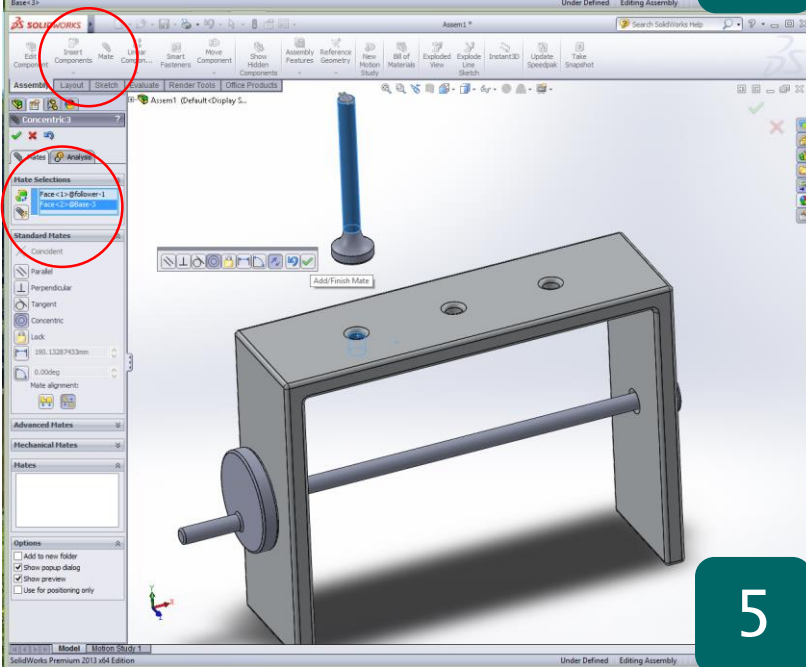 Base<3>
Under Defined Editing Assembly
SOLIDWORKS
Assem1 *
Search SolidWorks Help
Edit Component
Insert Components
Mate
Linear Compon...
Smart Fasteners
Move Component
Show Hidden Components
Assembly Features
Reference Geometry
New Motion Study
Bill of Materials
Exploded View
Explode Line Sketch
Instant3D
Update Speedpak
Take Snapshot
Assembly Layout Sketch Evaluate Render Tools Office Products
Assem1 (Default<Display S...
Concentric3 ?
Mates Analysis
Mate Selections
Face<1>@follower-1
Face<2>@Base-3
Standard Mates
Coincident
Parallel
Perpendicular
Tangent
Concentric
Lock
190.13287433mm
0.00deg
Mate alignment:
Add/Finish Mate
Advanced Mates
Mechanical Mates
Mates
Options
Add to new folder
Show popup dialog
Show preview
Use for positioning only
5
Model Motion Study 1
SolidWorks Premium 2013 x64 Edition
Under Defined Editing Assembly